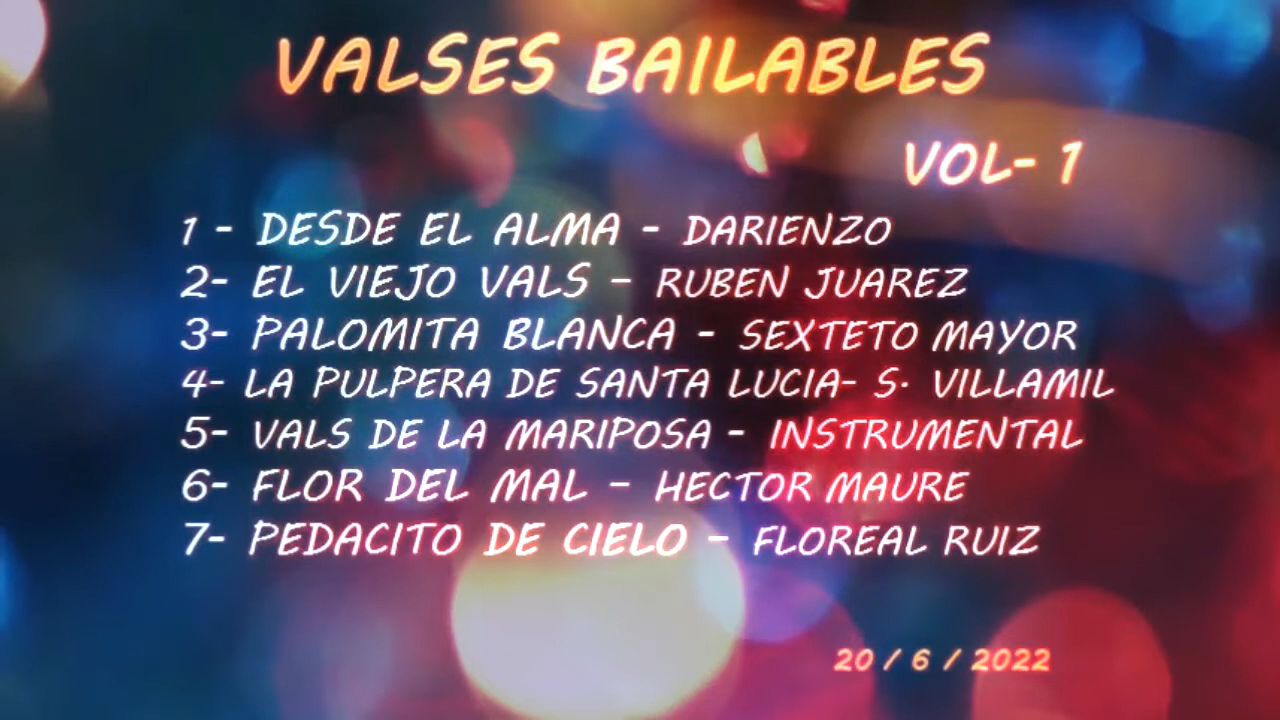 VALSES BAILABLES
VOL- 1
1 - DESDE EL ALMA - DARIENZO
2- EL VIEJO VALS - RUBEN JUAREZ
3- PALOMITA BLANCA - SEXTETO MAYOR
4- LA PULPERA DE SANTA LUCIA- S. VILLAMIL
5- VALS DE LA MARIPOSA - INSTRUMENTAL
6- FLOR DEL MAL - HECTOR MAURE
7- PEDACITO DE CIELO - FLOREAL RUIZ
20 / 6 / 2022